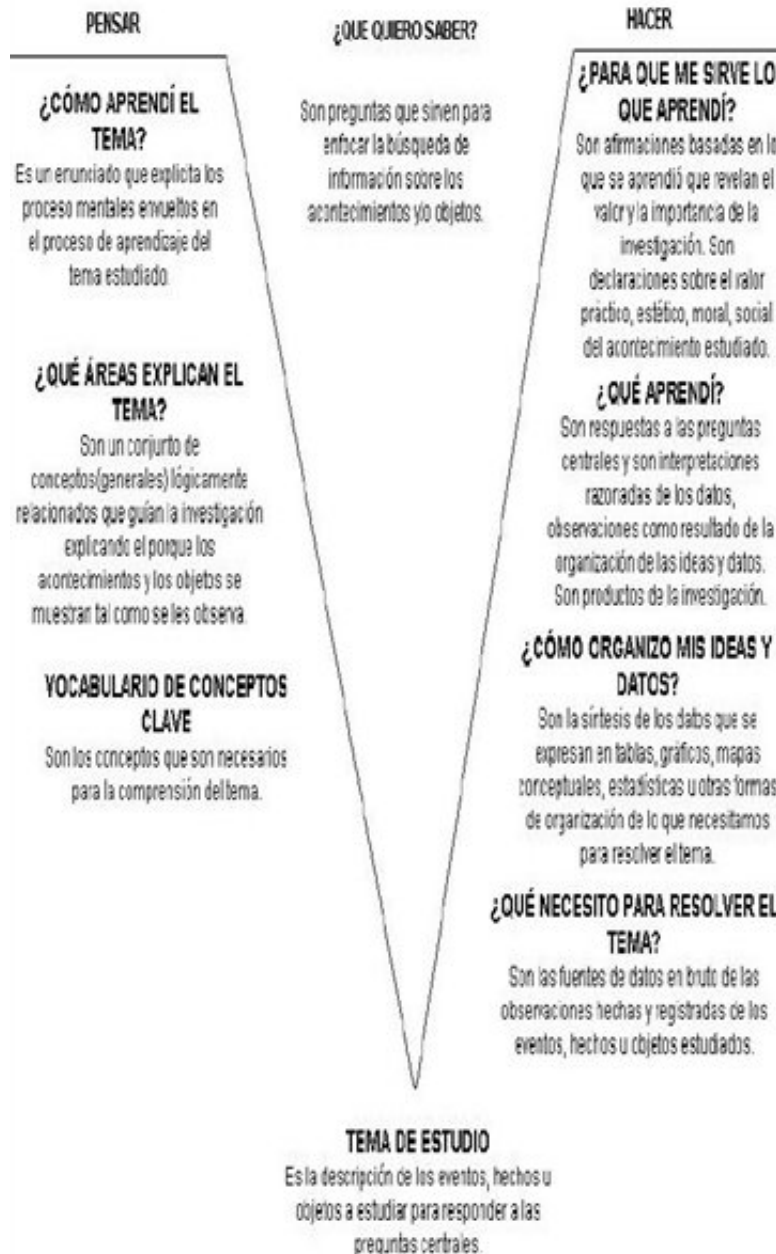 PENSAR
¿QUE QUIERO SABER?
HACER
¿CÓMO APRENDÍ EL
TEMA?
Es un enunciado que explicita los
proceso mentales envueltos en
el proceso de aprendizaje del
tema estudiado.
¿QUÉ ÁREAS EXPLICAN EL
TEMA?
Son un conjunto de
conceptos(generales) lógicamente
relacionados que guían la investigación
explicando el porque los
acontecimientos y los objetos se
muestran tal como se les observa.
VOCABULARIO DE CONCEPTOS
CLAVE
Son los conceptos que son necesarios
para la comprensión del tema.
Son preguntas que sirven para
enfocar la búsqueda de
información sobre los
acontecimientos y/o objetos.
¿PARA QUE ME SIRVE LO
QUE APRENDÍ?
Son afirmaciones basadas en lo
que se aprendió que revelan el
valor y la importancia de la
investigación. Son
declaraciones sobre el valor
práctico, estético, moral, social
del acontecimiento estudiado.
¿QUÉ APRENDÍ?
Son respuestas a las preguntas
centrales y son interpretaciones
razonadas de los datos,
observaciones como resultado de la
organización de las ideas y datos.
Son productos de la investigación.
¿CÓMO ORGANIZO MIS IDEAS Y
DATOS?
Son la síntesis de los datos que se
expresan en tablas, gráficos, mapas
conceptuales, estadísticas u otras formas
de organización de lo que necesitamos
para resolver el tema.
¿QUÉ NECESITO PARA RESOLVER EL
TEMA?
Son las fuentes de datos en bruto de las
observaciones hechas y registradas de los
eventos, hechos u objetos estudiados.
TEMA DE ESTUDIO
Es la descripción de los eventos, hechos u
objetos a estudiar para responder a las
preguntas centrales.